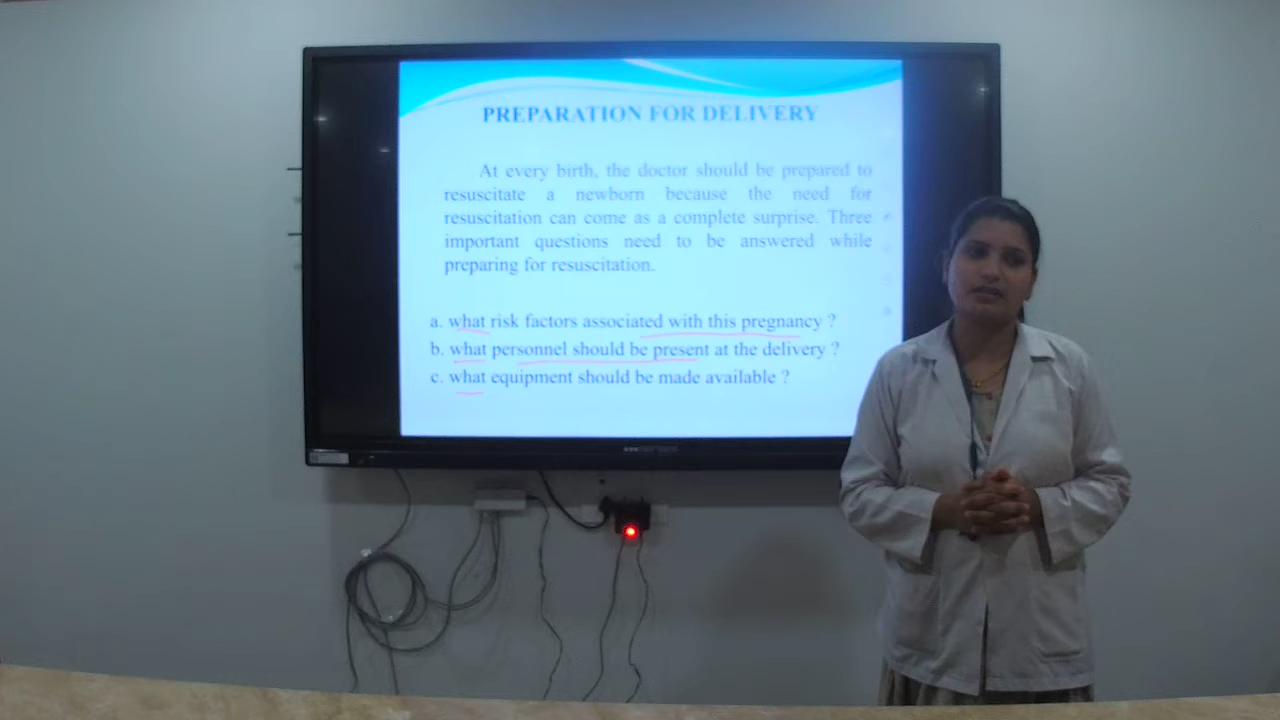 PREPARATION FOR DELIVERY
At every birth, the doctor should be prepared to
resuscitate a newborn because the need for
resuscitation can come as a complete surprise. Three
important questions need to be answered while
preparing for resuscitation.
a. what risk factors associated with this pregnancy ?
b. what personnel should be present at the delivery ?
c. what equipment should be made available ?